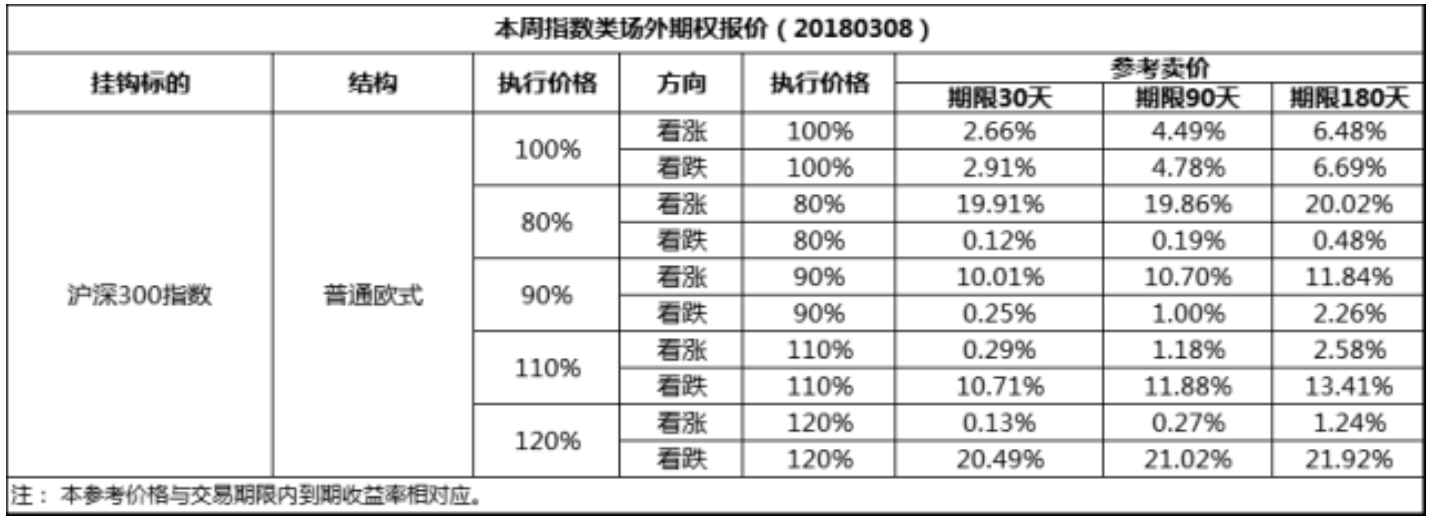 本周指数类场外期权报价(20180308)
挂钩标的 结构 执行价格 方向 执行价格 参考卖价
期限30天 期限90天 期限180天
沪深300指数 普通欧式 100% 看涨 100% 2.66% 4.49% 6.48%
看跌 100% 2.91% 4.78% 6.69%
80% 看涨 80% 19.91% 19.86% 20.02%
看跌 80% 0.12% 0.19% 0.48%
90% 看涨 90% 10.01% 10.70% 11.84%
看跌 90% 0.25% 1.00% 2.26%
110% 看涨 110% 0.29% 1.18% 2.58%
看跌 110% 10.71% 11.88% 13.41%
120% 看涨 120% 0.13% 0.27% 1.24%
看跌 120% 20.49% 21.02% 21.92%
注: 本参考价格与交易期限内到期收益率相对应。